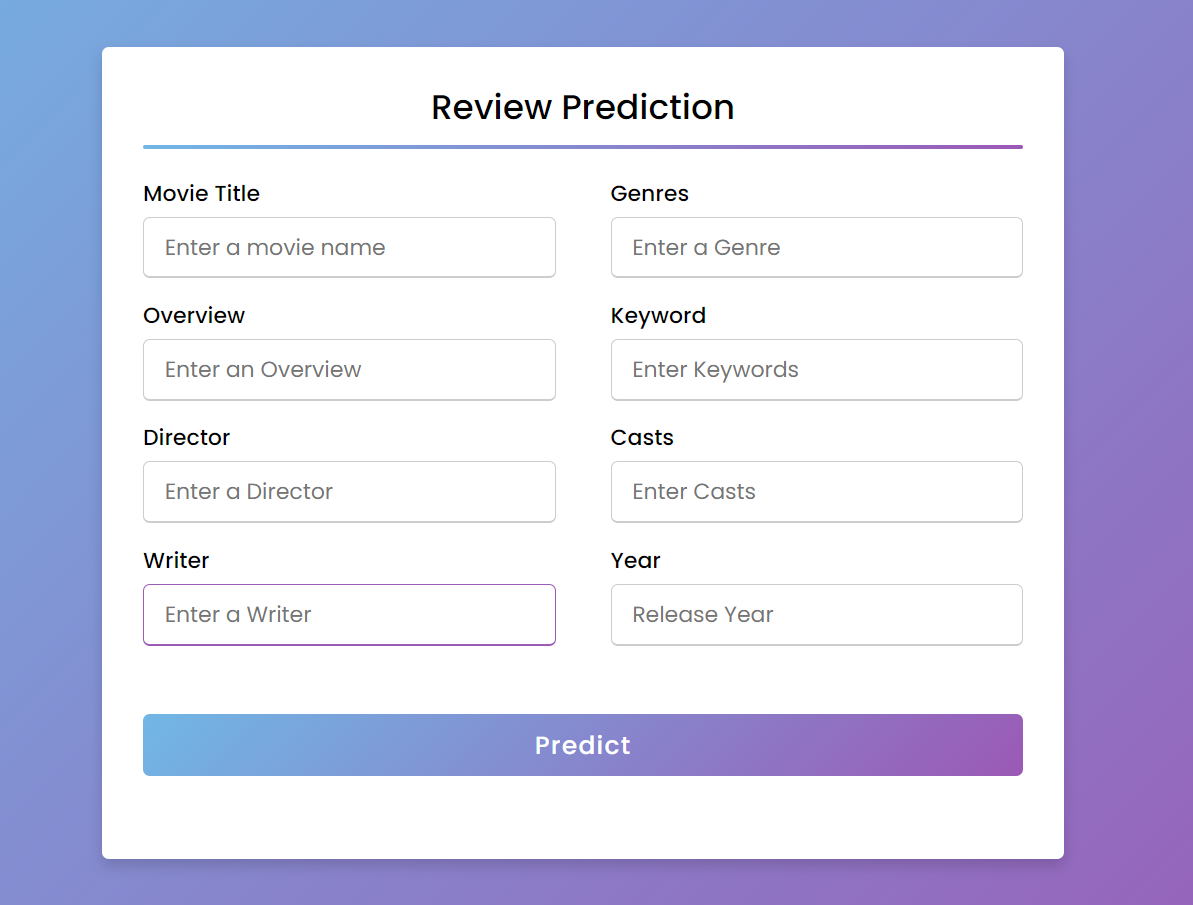 Review Prediction
Movie Title
Genres
Enter a movie name
Enter a Genre
Overview
Keyword
Enter an Overview
Enter Keywords
Director
Casts
Enter a Director
Enter Casts
Writer
Year
Enter a Writer
Release Year
Predict